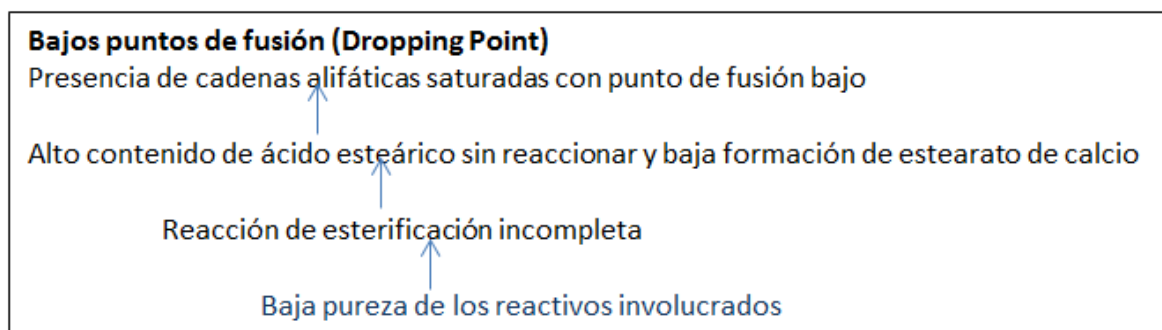 Bajos puntos de fusión (Dropping Point)
Presencia de cadenas alifáticas saturadas con punto de fusión bajo
Alto contenido de ácido esteárico sin reaccionar y baja formación de estearato de calcio
Reacción de esterificación incompleta
Baja pureza de los reactivos involucrados